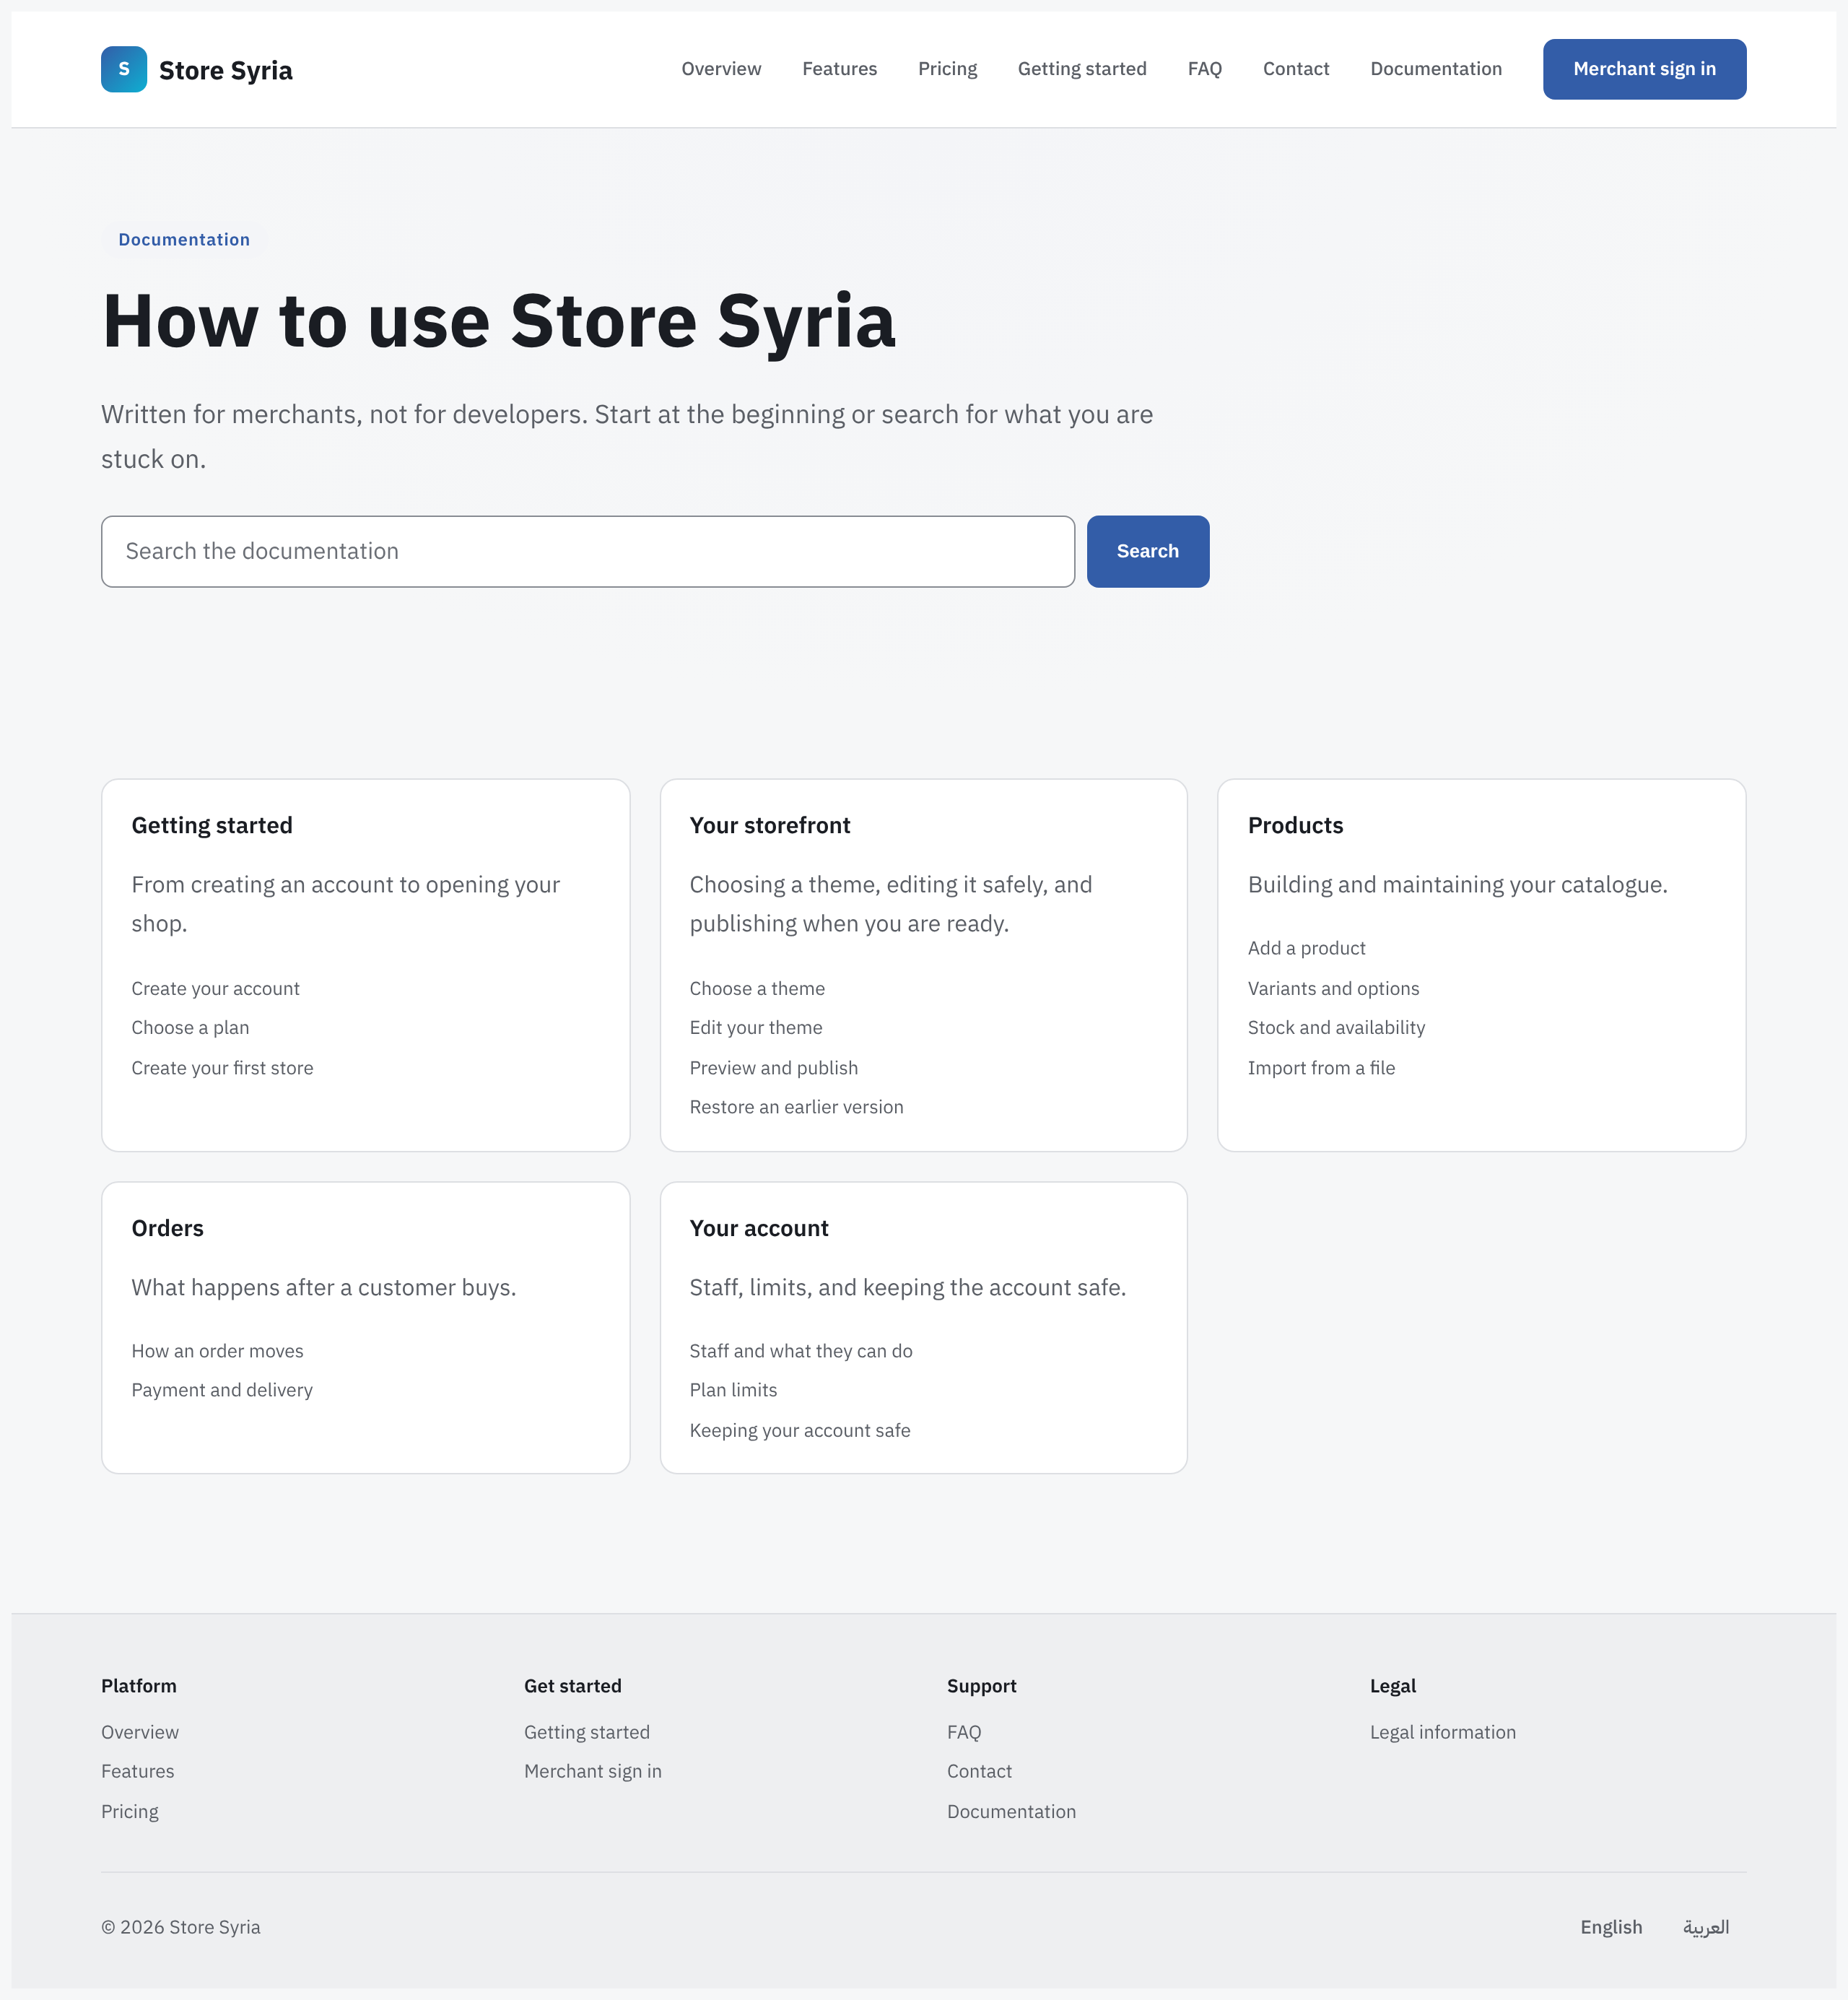 S
Store Syria
Overview
Features
Pricing
Getting started
FAQ
Contact
Documentation
Merchant sign in
Documentation
How to use Store Syria
Written for merchants, not for developers. Start at the beginning or search for what you are
stuck on.
Search the documentation
Search
Getting started
From creating an account to opening your
shop.
Create your account
Choose a plan
Create your first store
Your storefront
Choosing a theme, editing it safely, and
publishing when you are ready.
Choose a theme
Edit your theme
Preview and publish
Restore an earlier version
Products
Building and maintaining your catalogue.
Add a product
Variants and options
Stock and availability
Import from a file
Orders
What happens after a customer buys.
How an order moves
Payment and delivery
Your account
Staff, limits, and keeping the account safe.
Staff and what they can do
Plan limits
Keeping your account safe
Platform
Overview
Features
Pricing
Get started
Getting started
Merchant sign in
Support
FAQ
Contact
Documentation
Legal
Legal information
© 2026 Store Syria
English
العربية